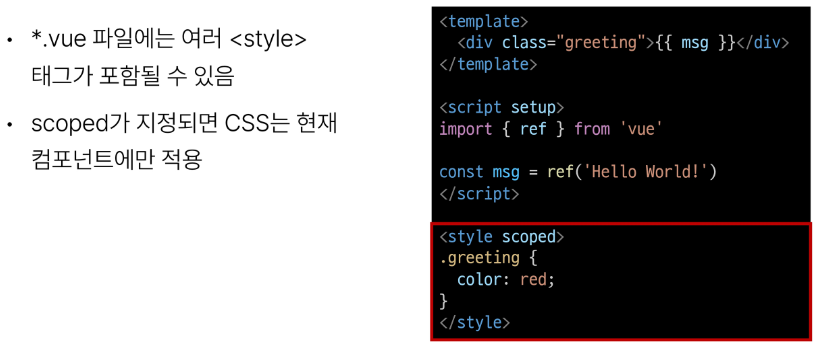 • *.vue 파일에는 여러 <style>
태그가 포함될 수 있음
• scoped가 지정되면 CSS는 현재
컴포넌트에만 적용
<template>
  <div class="greeting">{{ msg }}</div>
</template>

<script setup>
import { ref } from 'vue'

const msg = ref('Hello World!')
</script>

<style scoped>
.greeting {
  color: red;
}
</style>